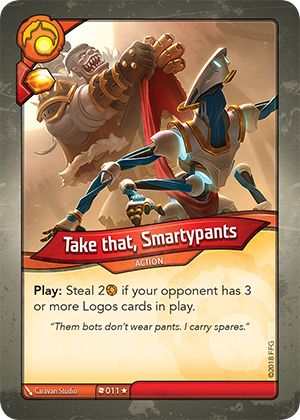 Take that, Smartypants
ACTION
Play: Steal 2 if your opponent has 3
or more Logos cards in play.
"Them bots don't wear pants. I carry spares."
©2018 FFG
Caravan Studio
011